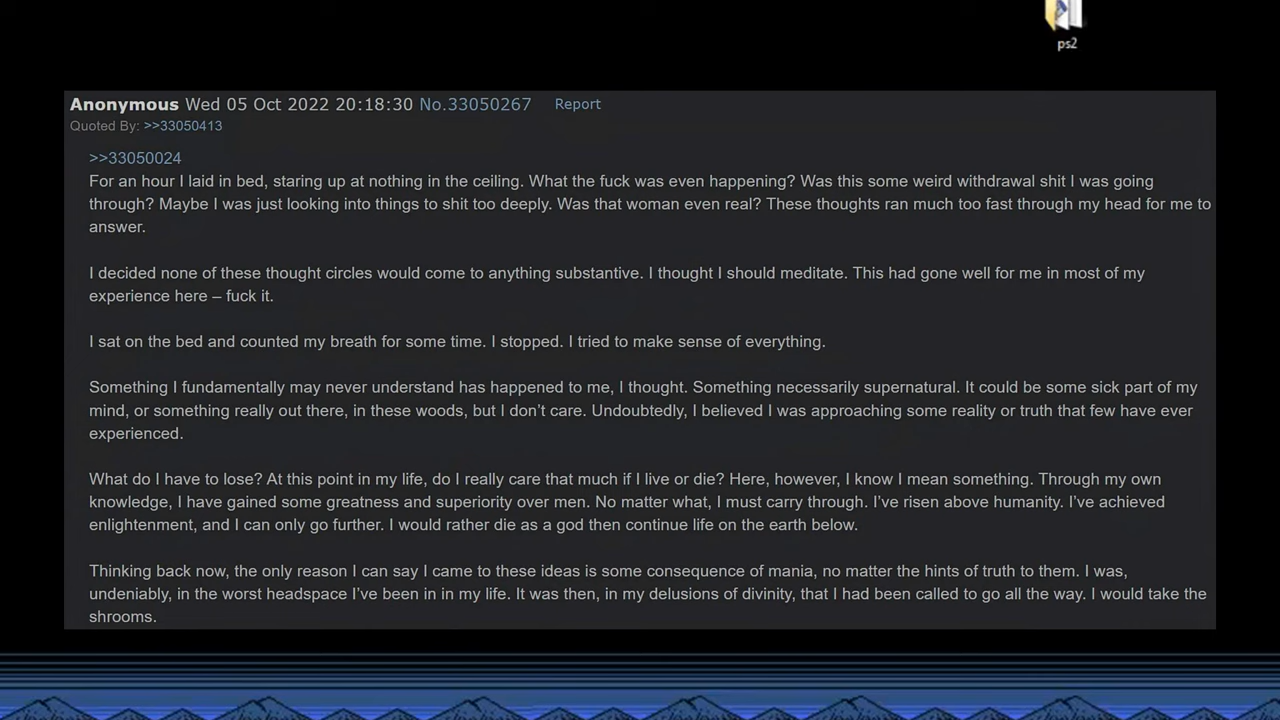 ps2
Anonymous Wed 05 Oct 2022 20:18:30 No.33050267 Report
Quoted By: >>33050413
>>33050024
For an hour I laid in bed, staring up at nothing in the ceiling. What the fuck was even happening? Was this some weird withdrawal shit I was going
through? Maybe I was just looking into things to shit too deeply. Was that woman even real? These thoughts ran much too fast through my head for me to
answer.
I decided none of these thought circles would come to anything substantive. I thought I should meditate. This had gone well for me in most of my
experience here – fuck it.
I sat on the bed and counted my breath for some time. I stopped. I tried to make sense of everything.
Something I fundamentally may never understand has happened to me, I thought. Something necessarily supernatural. It could be some sick part of my
mind, or something really out there, in these woods, but I don’t care. Undoubtedly, I believed I was approaching some reality or truth that few have ever
experienced.
What do I have to lose? At this point in my life, do I really care that much if I live or die? Here, however, I know I mean something. Through my own
knowledge, I have gained some greatness and superiority over men. No matter what, I must carry through. I’ve risen above humanity. I’ve achieved
enlightenment, and I can only go further. I would rather die as a god then continue life on the earth below.
Thinking back now, the only reason I can say I came to these ideas is some consequence of mania, no matter the hints of truth to them. I was,
undeniably, in the worst headspace I’ve been in in my life. It was then, in my delusions of divinity, that I had been called to go all the way. I would take the
shrooms.